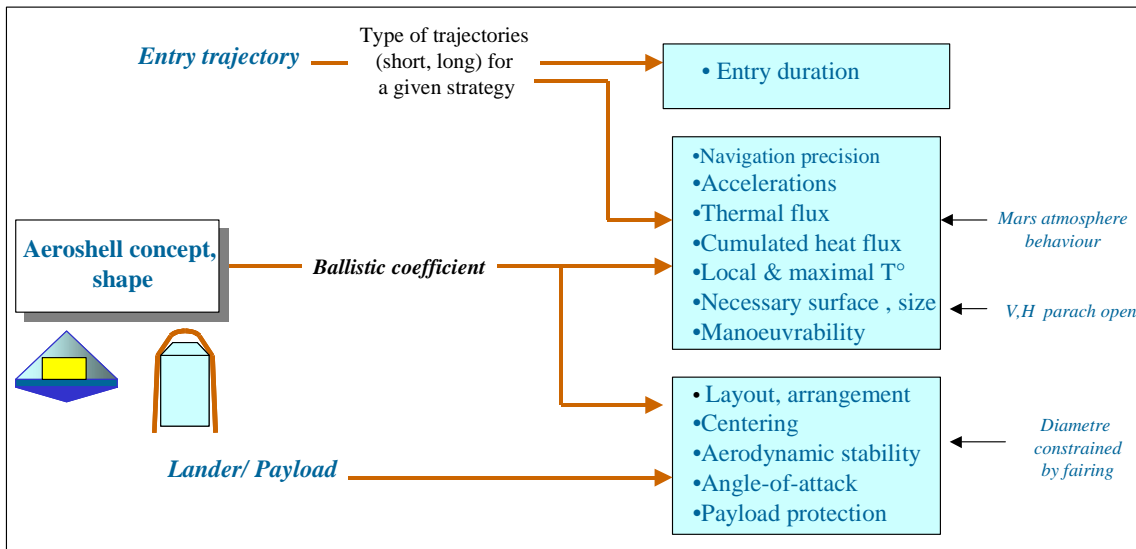 Entry trajectory
Type of trajectories
(short, long) for
a given strategy
• Entry duration
•Navigation precision
•Accelerations
•Thermal flux
•Cumulated heat flux
•Local & maximal T°
•Necessary surface , size
•Manoeuvrability
Mars atmosphere
behaviour
V,H parach open
Aeroshell concept,
shape
Ballistic coefficient
• Layout, arrangement
•Centering
•Aerodynamic stability
•Angle-of-attack
•Payload protection
Diametre
constrained
by fairing
Lander/ Payload